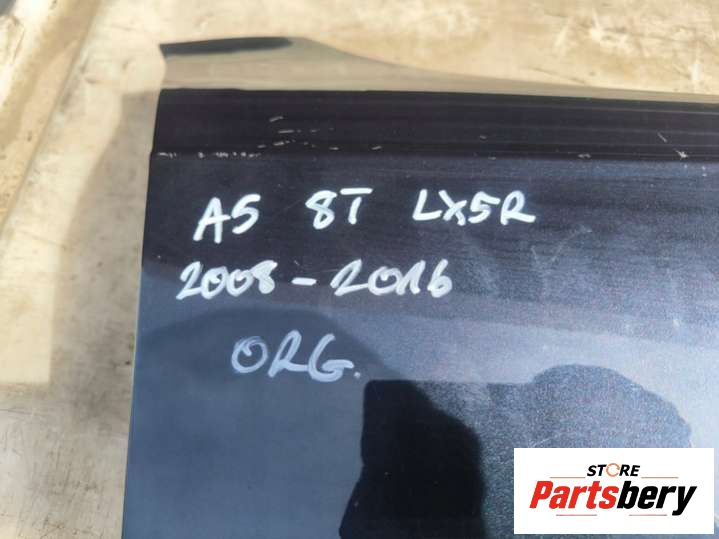 A5 8T LX5R
2008-2016
ORG.
STORE
Partsbery